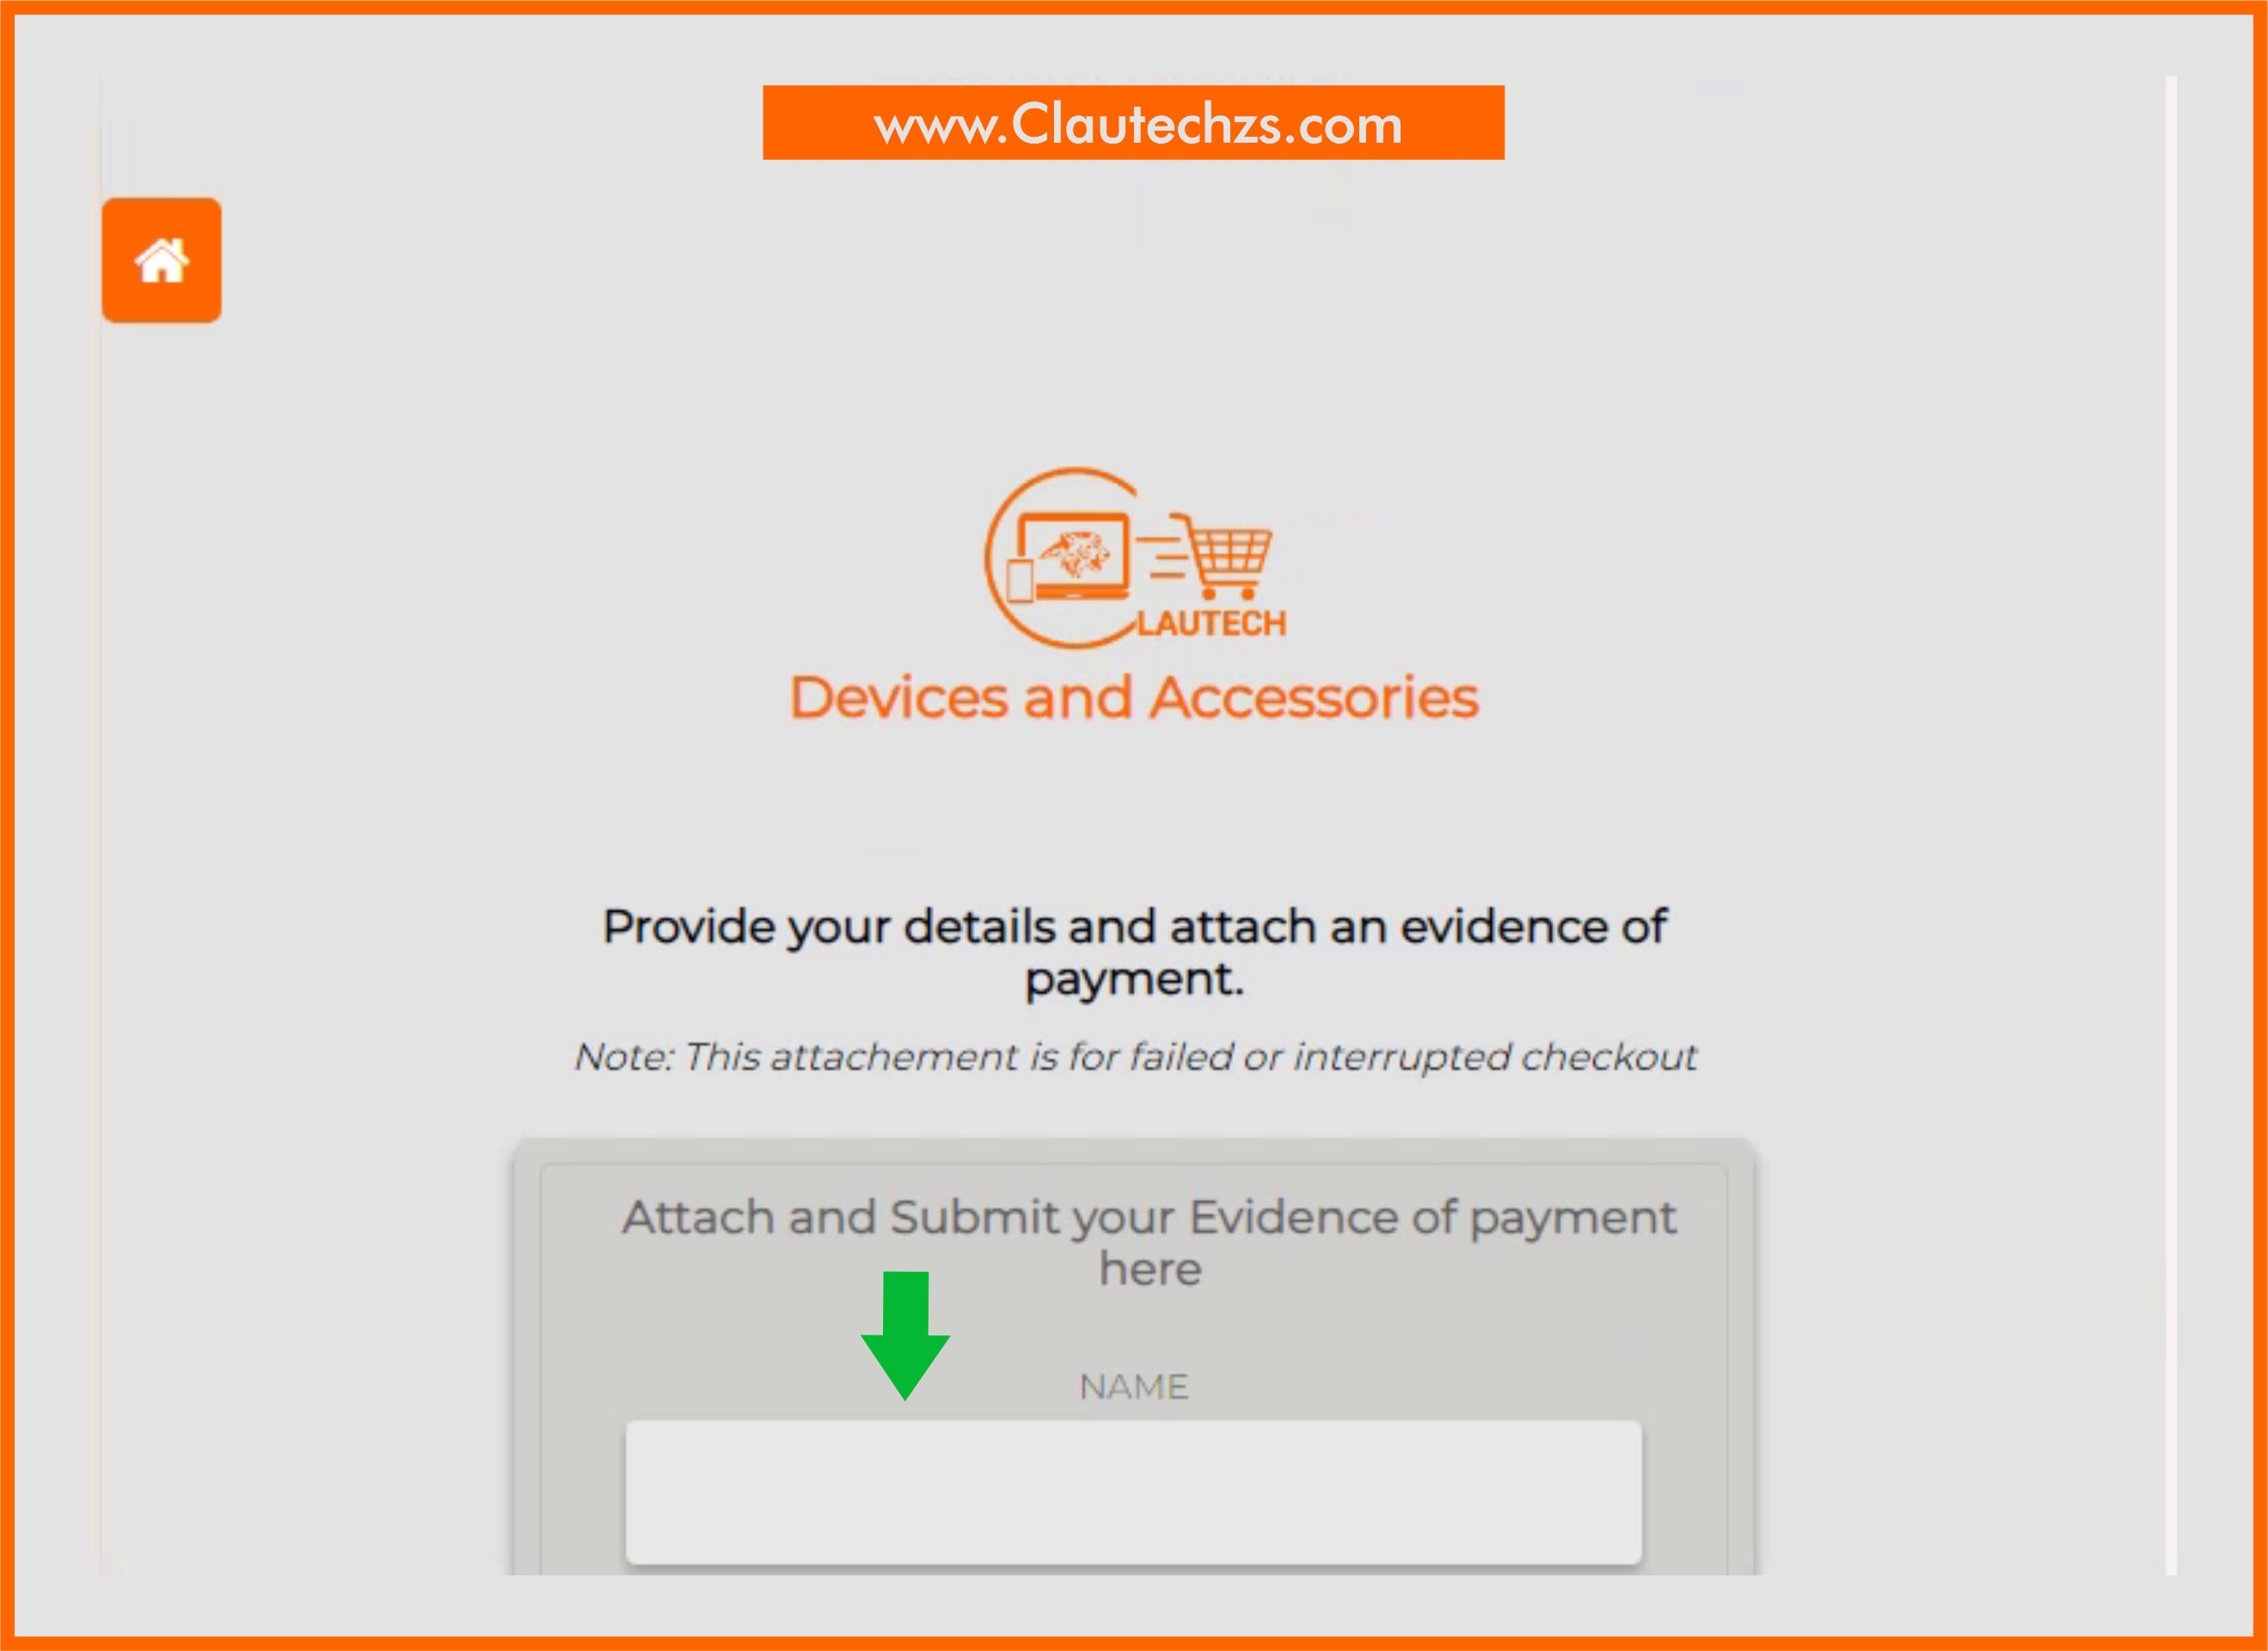 www.Clautechzs.com
LAUTECH
Devices and Accessories
Provide your details and attach an evidence of
payment.
Note: This attachement is for failed or interrupted checkout
Attach and Submit your Evidence of payment
here
NAME